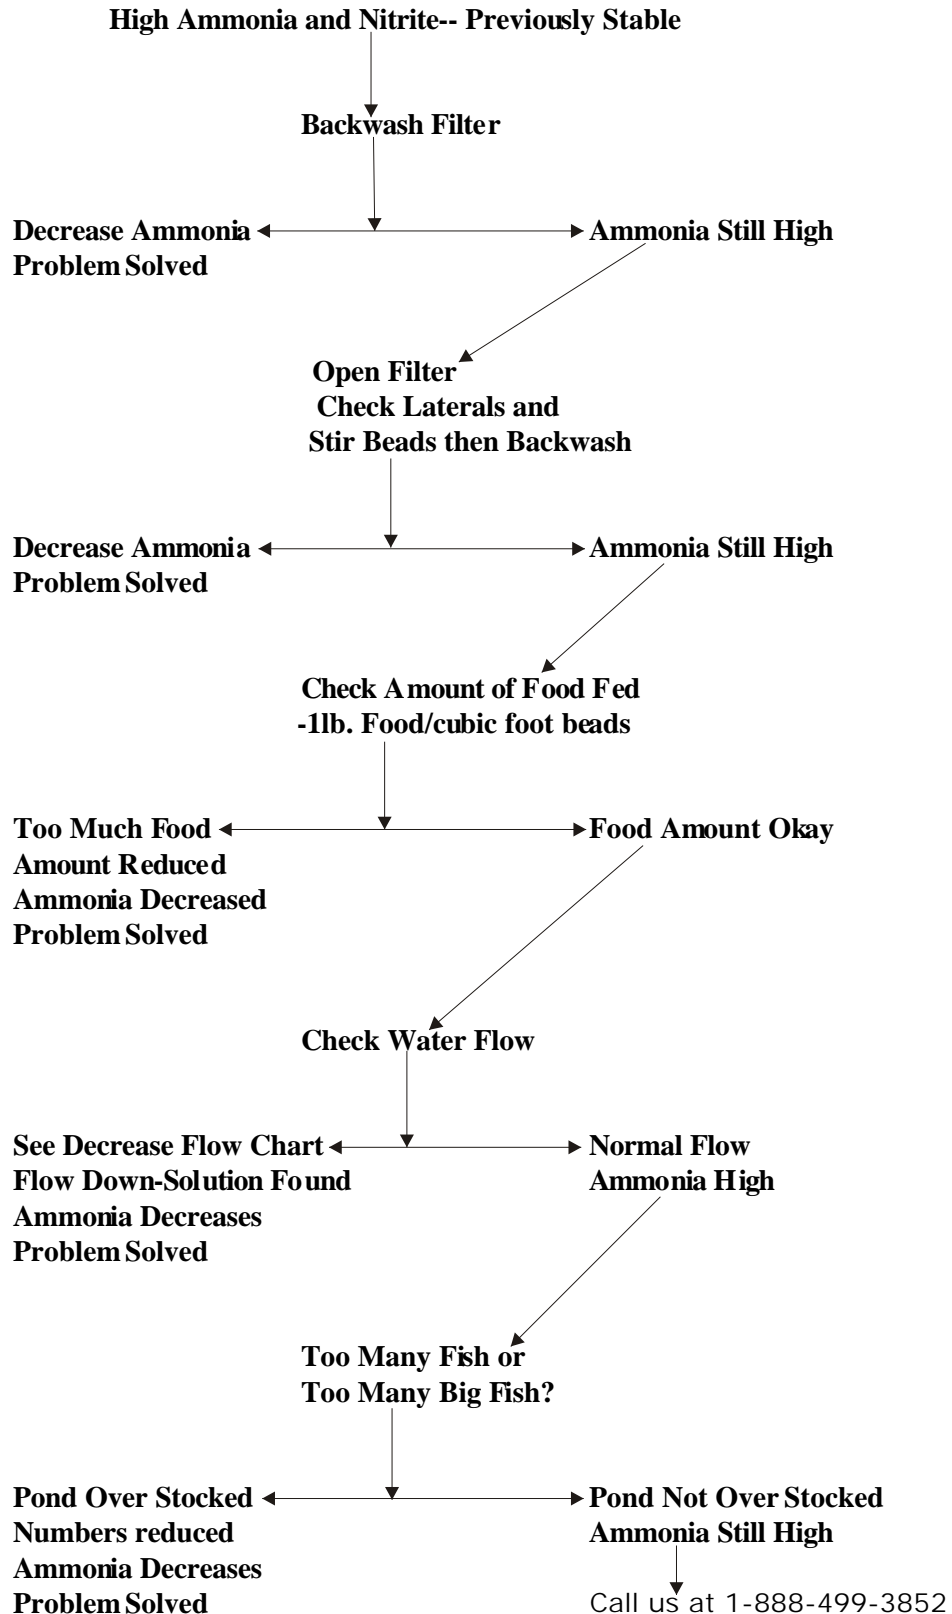 High Ammonia and Nitrite-- Previously Stable
Backwash Filter
Decrease Ammonia
Problem Solved
Ammonia Still High
Open Filter
Check Laterals and
Stir Beads then Backwash
Decrease Ammonia
Problem Solved
Ammonia Still High
Check Amount of Food Fed
-1lb. Food/cubic foot beads
Too Much Food
Amount Reduced
Ammonia Decreased
Problem Solved
Food Amount Okay
Check Water Flow
See Decrease Flow Chart
Flow Down-Solution Found
Ammonia Decreases
Problem Solved
Normal Flow
Ammonia High
Too Many Fish or
Too Many Big Fish?
Pond Over Stocked
Numbers reduced
Ammonia Decreases
Problem Solved
Pond Not Over Stocked
Ammonia Still High
Call us at 1-888-499-3852